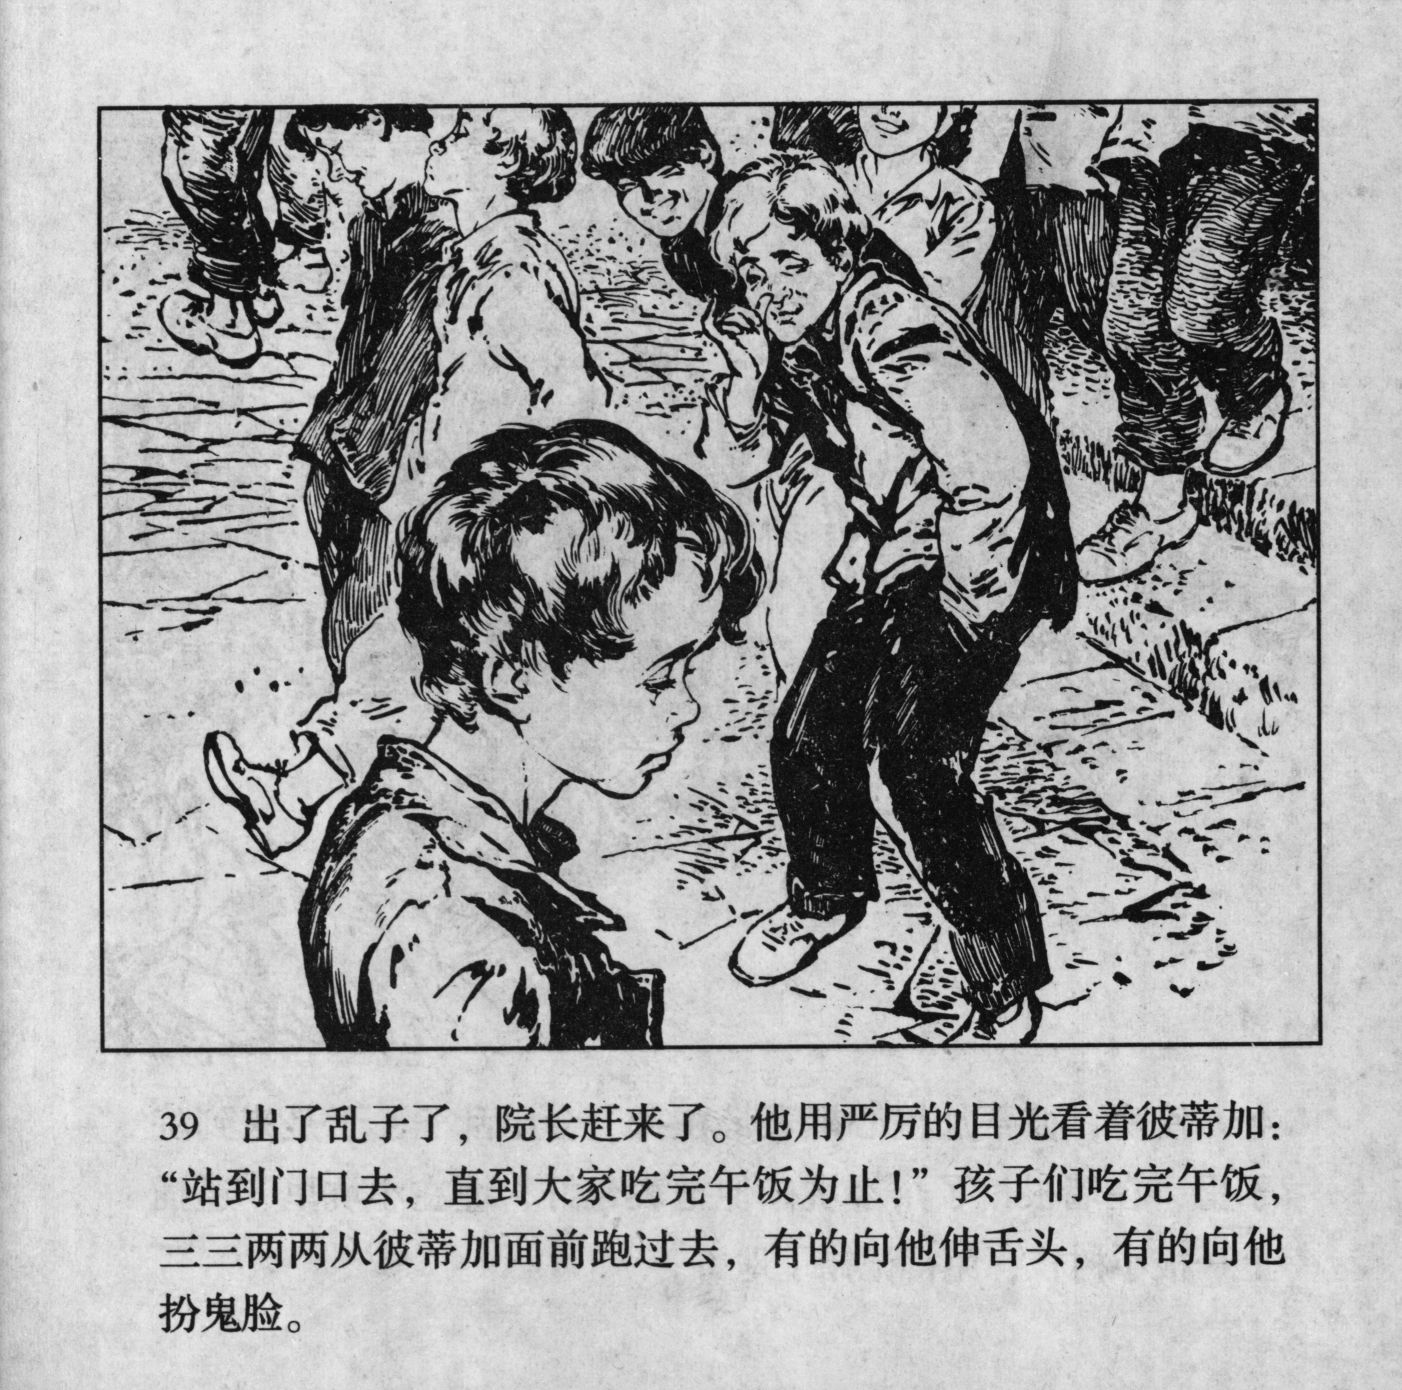 39 出了乱子了，院长赶来了。他用严厉的目光看着彼蒂加：
“站到门口去，直到大家吃完午饭为止！”孩子们吃完午饭，
三三两两从彼蒂加面前跑过去，有的向他伸舌头，有的向他
扮鬼脸。